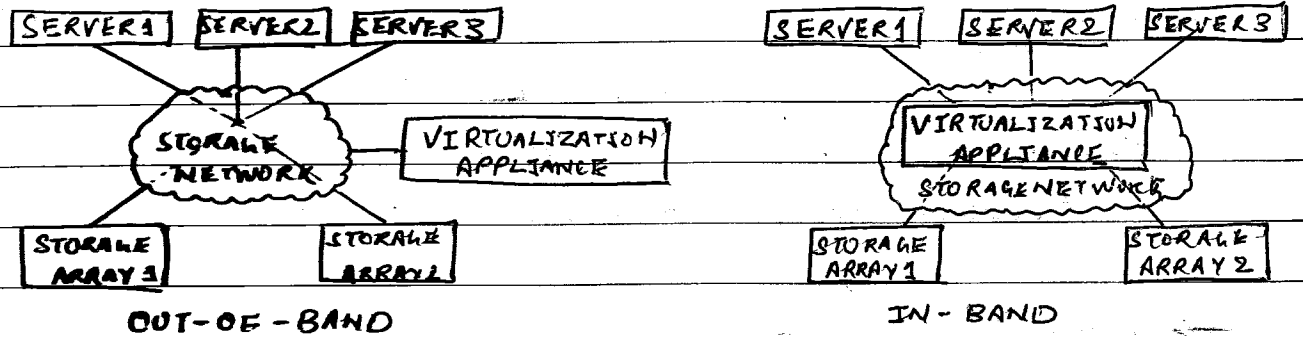 SERVER1 SERVER2 SERVER3
STORAGE
NETWORK
VIRTUALIZATION
APPLIANCE
STORAGE
ARRAY1
STORAGE
ARRAY2
OUT-OF-BAND
SERVER1 SERVER2 SERVER3
VIRTUALIZATION
APPLIANCE
STORAGE NETWORK
STORAGE
ARRAY1
STORAGE
ARRAY2
IN-BAND